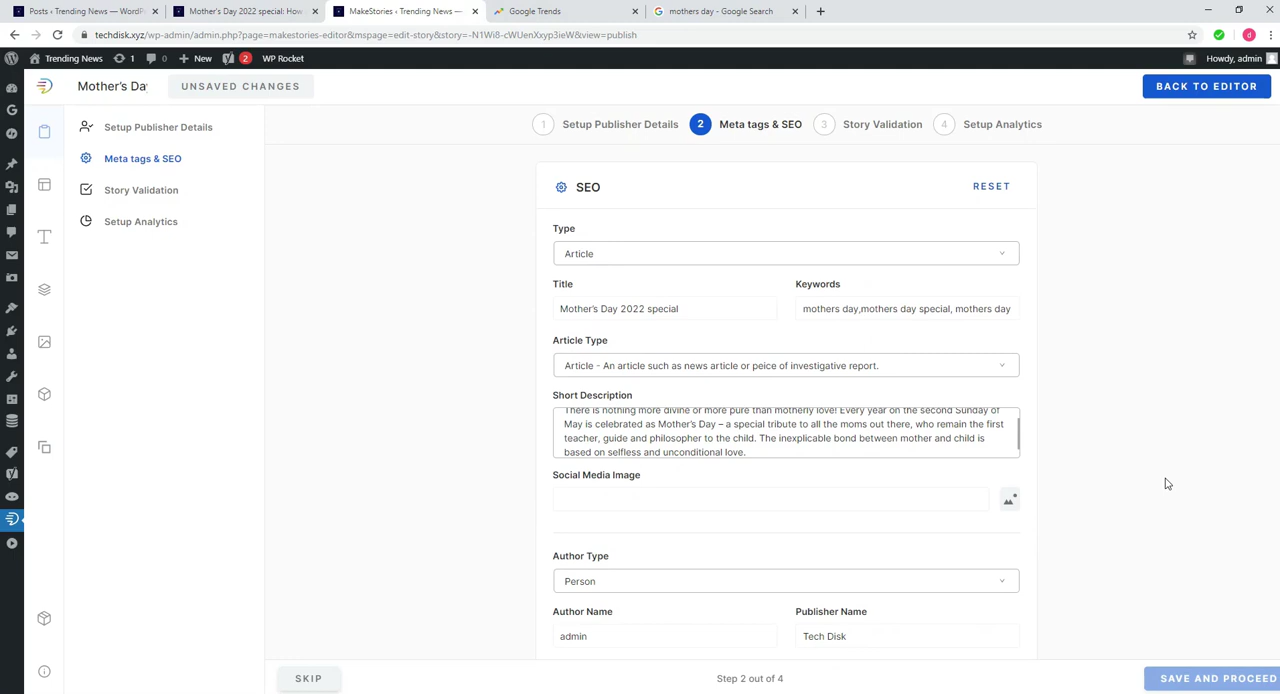 Posts ‹ Trending News — WordP
Mother's Day 2022 special: How
MakeStories ‹ Trending News —
Google Trends
mothers day - Google Search
techdisk.xyz/wp-admin/admin.php?page=makestories-editor&mspage=edit-story&story=-N1Wi8-cWUenXxyp3ieW&view=publish
d
Trending News
1
0
New
2
WP Rocket
Howdy, admin
Mother's Da
UNSAVED CHANGES
BACK TO EDITOR
Setup Publisher Details
Meta tags & SEO
Story Validation
Setup Analytics
1 Setup Publisher Details
2 Meta tags & SEO
3 Story Validation
4 Setup Analytics
SEO
RESET
Type
Article
Title
Keywords
Mother's Day 2022 special
mothers day,mothers day special, mothers day
Article Type
Article - An article such as news article or peice of investigative report.
Short Description
There is nothing more divine or more pure than motherly love! Every year on the second Sunday of
May is celebrated as Mother's Day – a special tribute to all the moms out there, who remain the first
teacher, guide and philosopher to the child. The inexplicable bond between mother and child is
based on selfless and unconditional love.
Social Media Image
Author Type
Person
Author Name
Publisher Name
admin
Tech Disk
SKIP
Step 2 out of 4
SAVE AND PROCEED